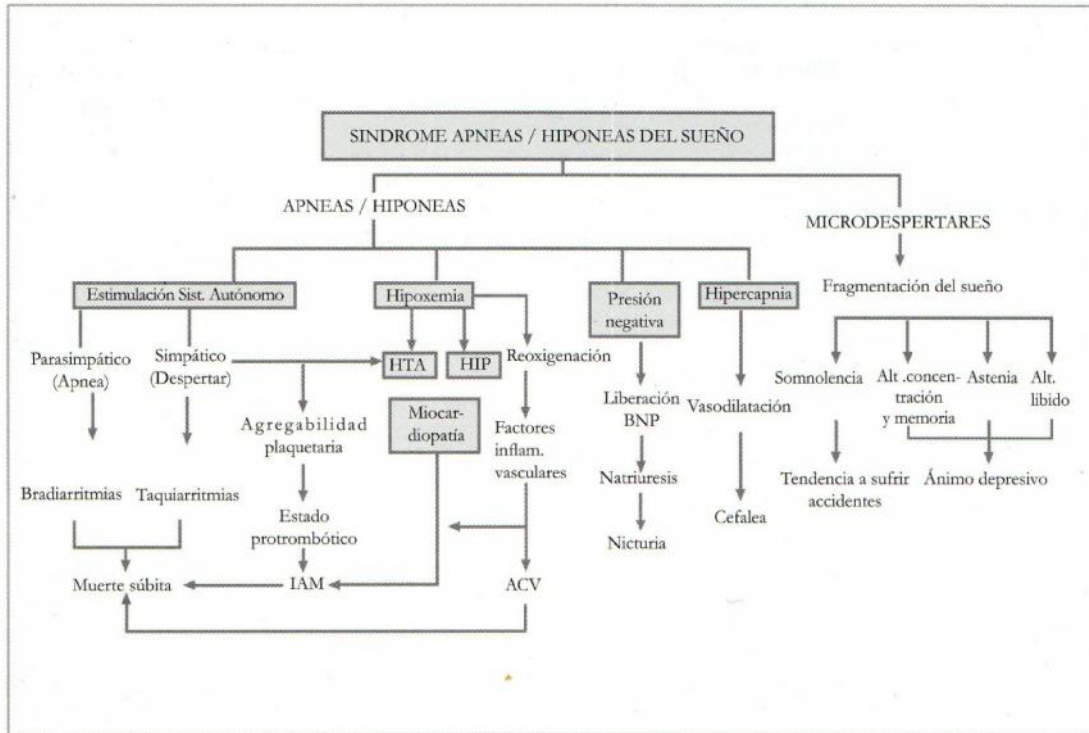 SINDROME APNEAS / HIPONEAS DEL SUEÑO
APNEAS / HIPONEAS
MICRODESPERTARES
Estimulación Sist. Autónomo
Hipoxemia
Presión
negativa
Hipercapnia
Fragmentación del sueño
Parasimpático
(Apnea)
Simpático
(Despertar)
HTA
HIP
Reoxigenación
Somnolencia
Alt .concen-
tración
y memoria
Astenia
Alt.
libido
Agregabilidad
plaquetaria
Miocar-
diopatía
Factores
inflam.
vasculares
Liberación
BNP
Vasodilatación
Bradiarritmias
Taquiarritmias
Natriuresis
Tendencia a sufrir
accidentes
Ánimo depresivo
Estado
protrombótico
Nicturia
Cefalea
Muerte súbita
IAM
ACV